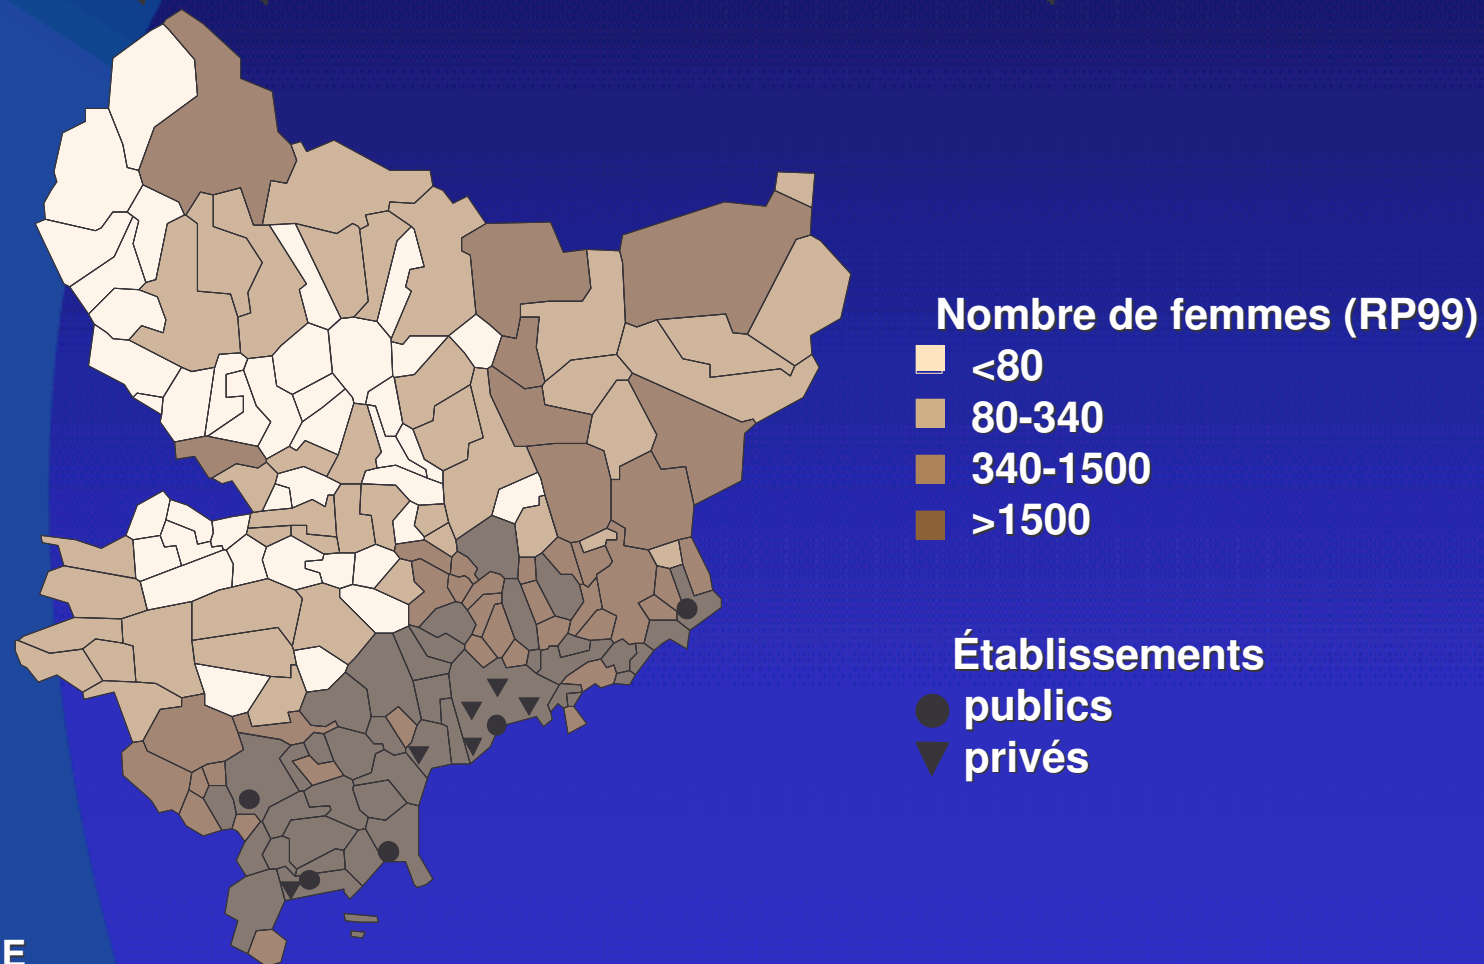 Nombre de femmes (RP99)
<80
80-340
340-1500
>1500
Établissements
publics
privés
E